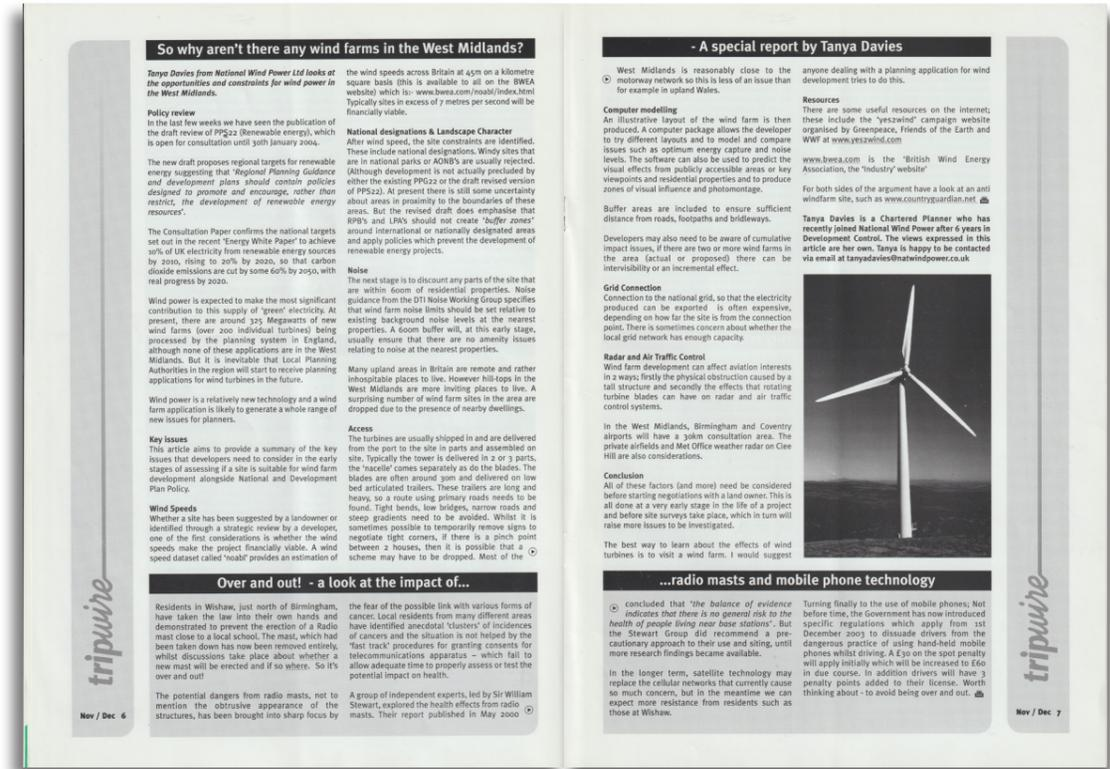 So why aren't there any wind farms in the West Midlands?
Tanya Davies from National Wind Power Ltd looks at
the opportunities and constraints for wind power in
the West Midlands.
Policy review
In the last few weeks we have seen the publication of
the draft review of PPS22 (Renewable energy), which
is open for consultation until 30th January 2004.
The new draft proposes regional targets for renewable
energy suggesting that 'Regional Planning Guidance
and development plans should contain policies
designed to promote and encourage, rather than
restrict, the development of renewable energy
resources'.
The Consultation Paper confirms the national targets
set out in the recent 'Energy White Paper' to achieve
10% of UK electricity from renewable energy sources
by 2010, rising to 20% by 2020, so that carbon
dioxide emissions are cut by some 60% by 2050, with
real progress by 2020.
Wind power is expected to make the most significant
contribution to this supply of 'green' electricity. At
present, there are around 325 Megawatts of new
wind farms (over 200 individual turbines) being
processed by the planning system in England,
although none of these applications are in the West
Midlands. But it is inevitable that Local Planning
Authorities in the region will start to receive planning
applications for wind turbines in the future.
Wind power is a relatively new technology and a wind
farm application is likely to generate a whole range of
new issues for planners.
Key issues
This article aims to provide a summary of the key
issues that developers need to consider in the early
stages of assessing if a site is suitable for wind farm
development alongside National and Development
Plan Policy.
Wind Speeds
Whether a site has been suggested by a landowner or
identified through a strategic review by a developer,
one of the first considerations is whether the wind
speeds make the project financially viable. A wind
speed dataset called 'noabl' provides an estimation of
the wind speeds across Britain at 45m on a kilometre
square basis (this is available to all on the BWEA
website) which is:- www.bwea.com/noabl/index.html
Typically sites in excess of 7 metres per second will be
financially viable.
National designations & Landscape Character
After wind speed, the site constraints are identified.
These include national designations. Windy sites that
are in national parks or AONB's are usually rejected.
(Although development is not actually precluded by
either the existing PPG22 or the draft revised version
of PPS22). At present there is still some uncertainty
about areas in proximity to the boundaries of these
areas. But the revised draft does emphasise that
RPB's and LPA's should not create 'buffer zones'
around international or nationally designated areas
and apply policies which prevent the development of
renewable energy projects.
Noise
The next stage is to discount any parts of the site that
are within 600m of residential properties. Noise
guidance from the DTI Noise Working Group specifies
that wind farm noise limits should be set relative to
existing background noise levels at the nearest
properties. A 600m buffer will, at this early stage,
usually ensure that there are no amenity issues
relating to noise at the nearest properties.
Many upland areas in Britain are remote and rather
inhospitable places to live. However hill-tops in the
West Midlands are more inviting places to live. A
surprising number of wind farm sites in the area are
dropped due to the presence of nearby dwellings.
Access
The turbines are usually shipped in and are delivered
from the port to the site in parts and assembled on
site. Typically the tower is delivered in 2 or 3 parts,
the 'nacelle' comes separately as do the blades. The
blades are often around 30m and delivered on low
bed articulated trailers. These trailers are long and
heavy, so a route using primary roads needs to be
found. Tight bends, low bridges, narrow roads and
steep gradients need to be avoided. Whilst it is
sometimes possible to temporarily remove signs to
negotiate tight corners, if there is a pinch point
between 2 houses, then it is possible that a
scheme may have to be dropped. Most of the
Over and out! - a look at the impact of...
Residents in Wishaw, just north of Birmingham,
have taken the law into their own hands and
demonstrated to prevent the erection of a Radio
mast close to a local school. The mast, which had
been taken down has now been removed entirely,
whilst discussions take place about whether a
new mast will be erected and if so where. So it's
over and out!
The potential dangers from radio masts, not to
mention the obtrusive appearance of the
structures, has been brought into sharp focus by
the fear of the possible link with various forms of
cancer. Local residents from many different areas
have identified anecdotal 'clusters' of incidences
of cancers and the situation is not helped by the
'fast track' procedures for granting consents for
telecommunications apparatus – which fail to
allow adequate time to properly assess or test the
potential impact on health.
A group of independent experts, led by Sir William
Stewart, explored the health effects from radio
masts. Their report published in May 2000
tripwire
Nov / Dec 6
- A special report by Tanya Davies
West Midlands is reasonably close to the
motorway network so this is less of an issue than
for example in upland Wales.
Computer modelling
An illustrative layout of the wind farm is then
produced. A computer package allows the developer
to try different layouts and to model and compare
issues such as optimum energy capture and noise
levels. The software can also be used to predict the
visual effects from publicly accessible areas or key
viewpoints and residential properties and to produce
zones of visual influence and photomontage.
Buffer areas are included to ensure sufficient
distance from roads, footpaths and bridleways.
Developers may also need to be aware of cumulative
impact issues, if there are two or more wind farms in
the area (actual or proposed) there can be
intervisibility or an incremental effect.
Grid Connection
Connection to the national grid, so that the electricity
produced can be exported is often expensive,
depending on how far the site is from the connection
point. There is sometimes concern about whether the
local grid network has enough capacity.
Radar and Air Traffic Control
Wind farm development can affect aviation interests
in 2 ways; firstly the physical obstruction caused by a
tall structure and secondly the effects that rotating
turbine blades can have on radar and air traffic
control systems.
In the West Midlands, Birmingham and Coventry
airports will have a 30km consultation area. The
private airfields and Met Office weather radar on Clee
Hill are also considerations.
Conclusion
All of these factors (and more) need be considered
before starting negotiations with a land owner. This is
all done at a very early stage in the life of a project
and before site surveys take place, which in turn will
raise more issues to be investigated.
The best way to learn about the effects of wind
turbines is to visit a wind farm. I would suggest
anyone dealing with a planning application for wind
development tries to do this.
Resources
There are some useful resources on the internet;
these include the 'yes2wind' campaign website
organised by Greenpeace, Friends of the Earth and
WWF at www.yes2wind.com
www.bwea.com is the 'British Wind Energy
Association, the 'Industry' website'
For both sides of the argument have a look at an anti
windfarm site, such as www.countryguardian.net
Tanya Davies is a Chartered Planner who has
recently joined National Wind Power after 6 years in
Development Control. The views expressed in this
article are her own. Tanya is happy to be contacted
via email at tanyadavies@natwindpower.co.uk
...radio masts and mobile phone technology
concluded that 'the balance of evidence
indicates that there is no general risk to the
health of people living near base stations'. But
the Stewart Group did recommend a pre-
cautionary approach to their use and siting, until
more research findings became available.
In the longer term, satellite technology may
replace the cellular networks that currently cause
so much concern, but in the meantime we can
expect more resistance from residents such as
those at Wishaw.
Turning finally to the use of mobile phones; Not
before time, the Government has now introduced
specific regulations which apply from 1st
December 2003 to dissuade drivers from the
dangerous practice of using hand-held mobile
phones whilst driving. A £30 on the spot penalty
will apply initially which will be increased to £60
in due course. In addition drivers will have 3
penalty points added to their license. Worth
thinking about - to avoid being over and out.
tripwire
Nov / Dec 7